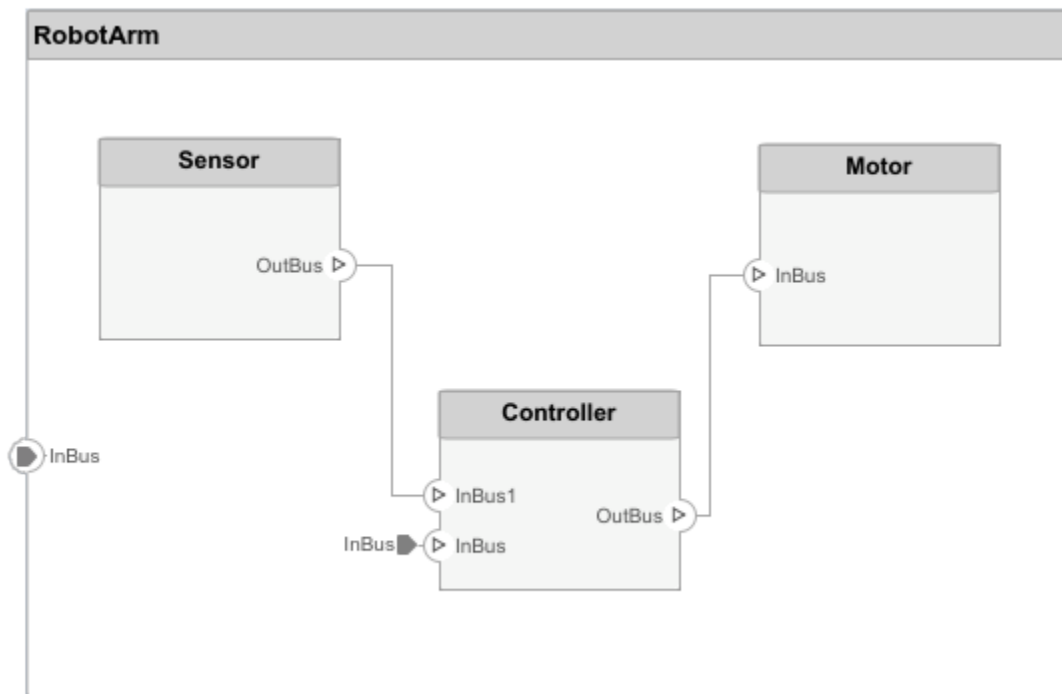 RobotArm
Sensor
OutBus
Motor
InBus
InBus
Controller
InBus1
OutBus
InBus
InBus